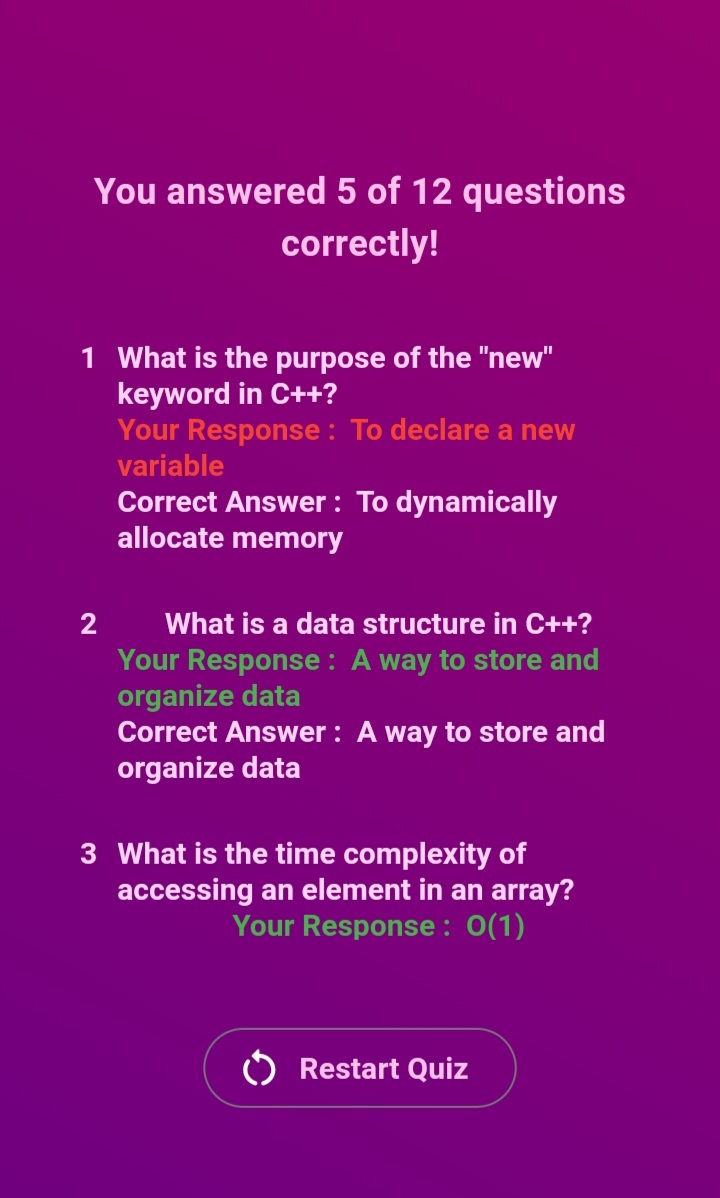 You answered 5 of 12 questions
correctly!
1 What is the purpose of the "new"
keyword in C++?
Your Response : To declare a new
variable
Correct Answer : To dynamically
allocate memory
2 What is a data structure in C++?
Your Response : A way to store and
organize data
Correct Answer : A way to store and
organize data
3 What is the time complexity of
accessing an element in an array?
Your Response : O(1)
Restart Quiz